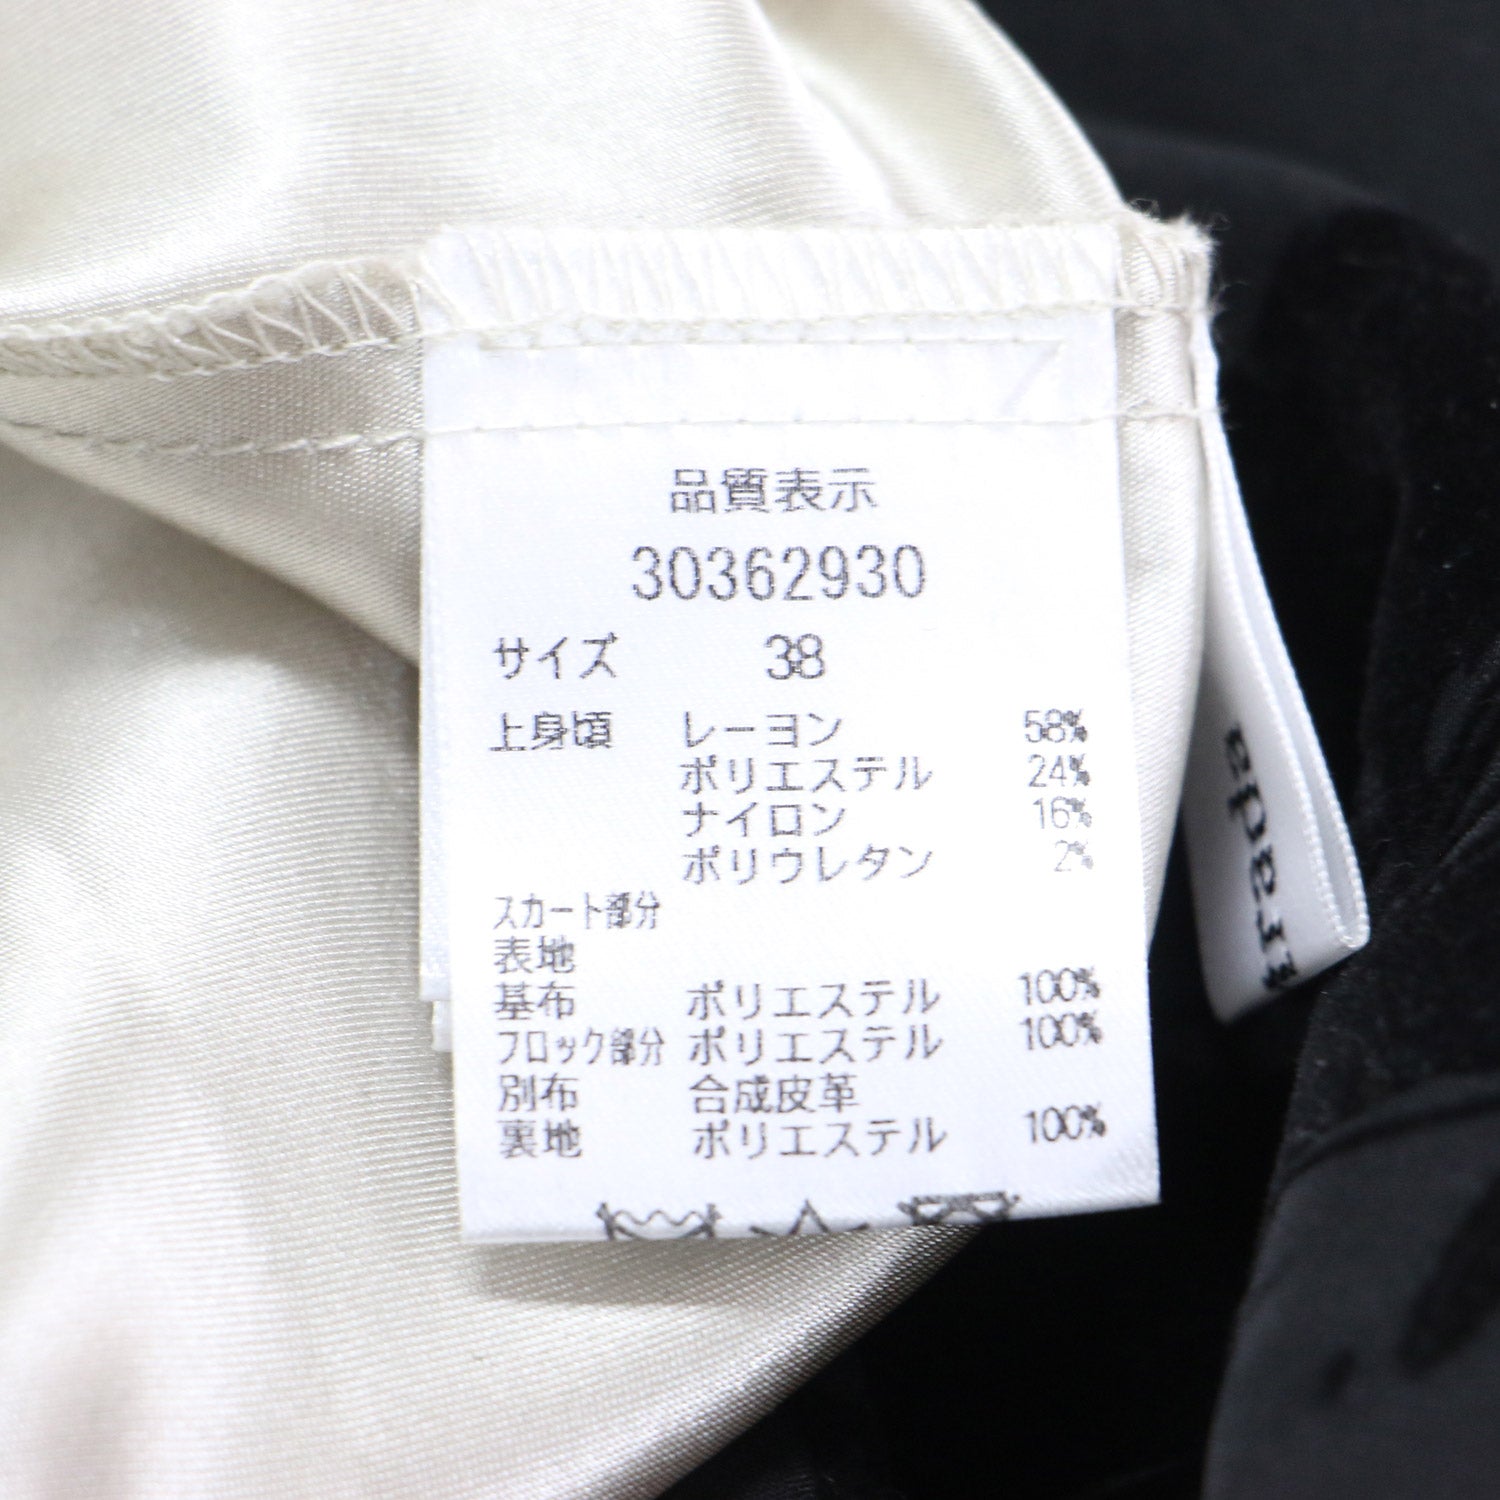 品質表示
30362930
サイズ 38
上身頃 レーヨン 58%
ポリエステル 24%
ナイロン 16%
ポリウレタン 2%
スカート部分
表地
基布 ポリエステル 100%
フロック部分 ポリエステル 100%
別布 合成皮革
裏地 ポリエステル 100%